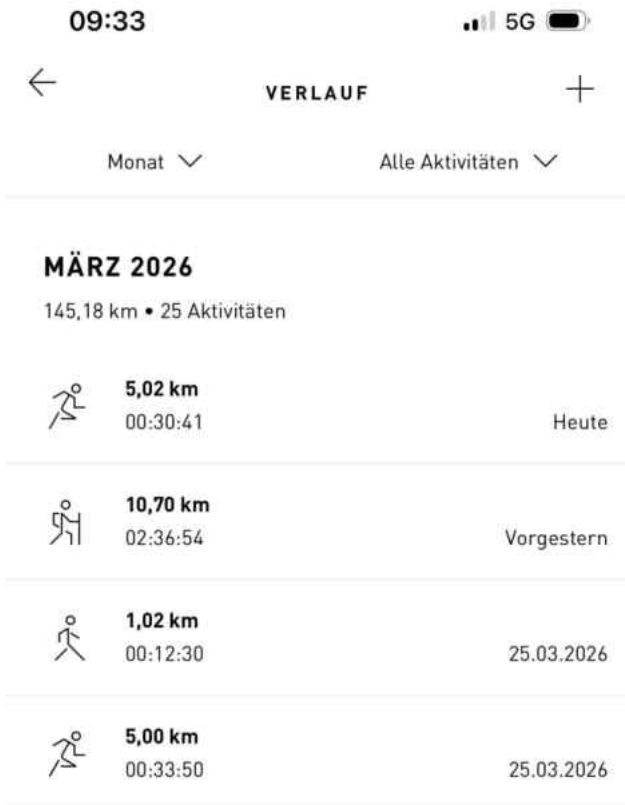 09:33 5G
VERLAUF
Monat Alle Aktivitäten
MÄRZ 2026
145,18 km • 25 Aktivitäten
5,02 km
00:30:41 Heute
10,70 km
02:36:54 Vorgestern
1,02 km
00:12:30 25.03.2026
5,00 km
00:33:50 25.03.2026